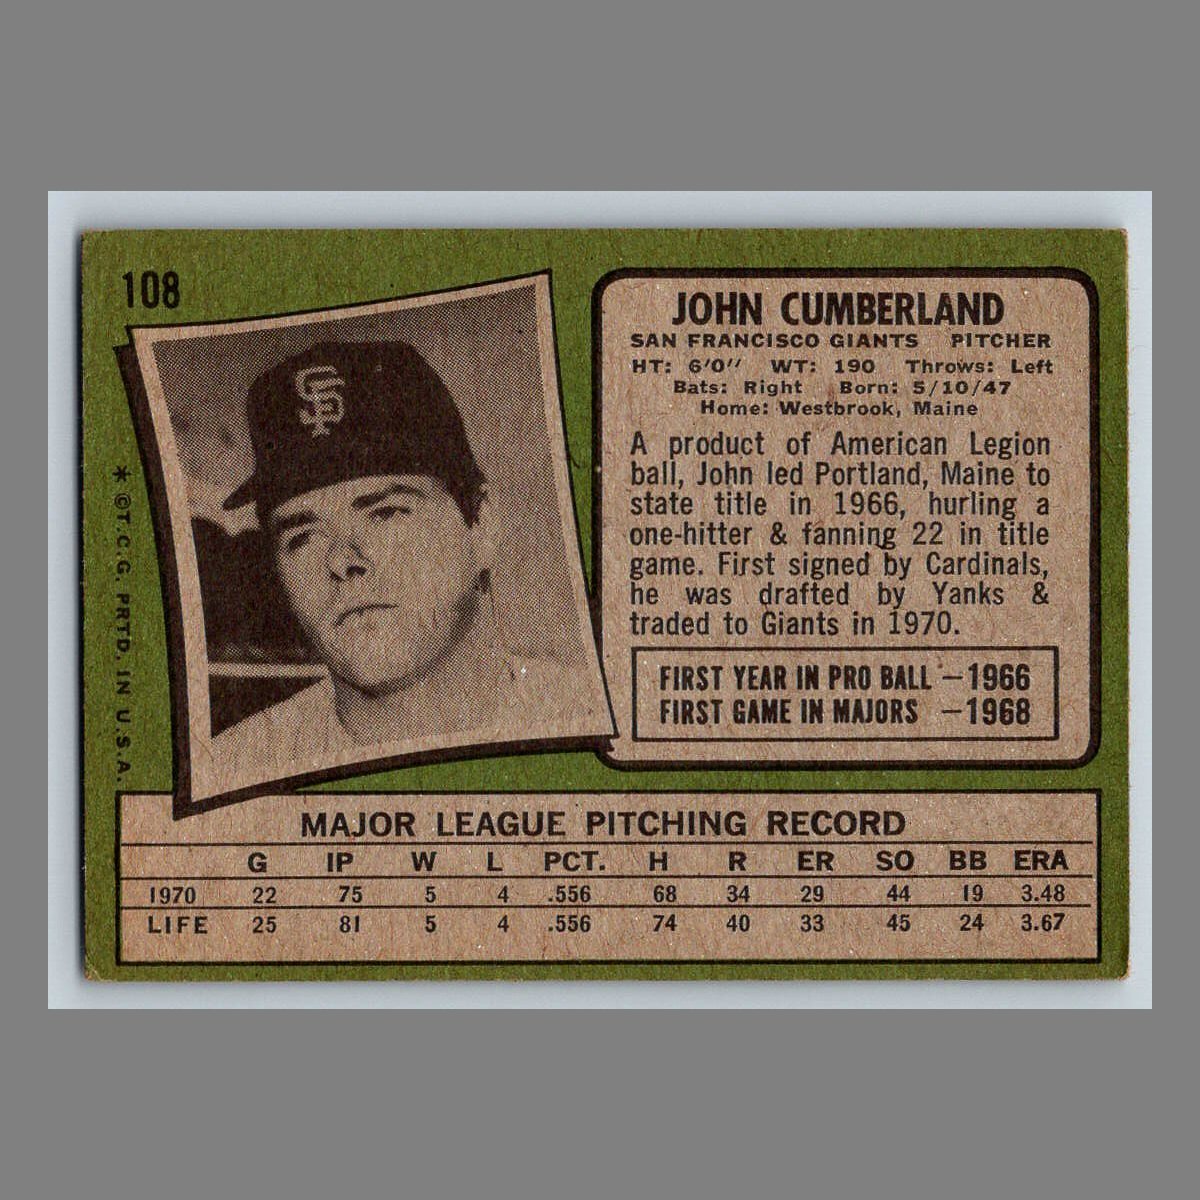 108
SF
JOHN CUMBERLAND
SAN FRANCISCO GIANTS PITCHER
HT: 6'0" WT: 190 Throws: Left
Bats: Right Born: 5/10/47
Home: Westbrook, Maine
A product of American Legion
ball, John led Portland, Maine to
state title in 1966, hurling a
one-hitter & fanning 22 in title
game. First signed by Cardinals,
he was drafted by Yanks &
traded to Giants in 1970.
FIRST YEAR IN PRO BALL – 1966
FIRST GAME IN MAJORS – 1968
* ©T.C.G. PRTD. IN U.S.A.
MAJOR LEAGUE PITCHING RECORD
G IP W L PCT. H R ER SO BB ERA
1970 22 75 5 4 .556 68 34 29 44 19 3.48
LIFE 25 81 5 4 .556 74 40 33 45 24 3.67